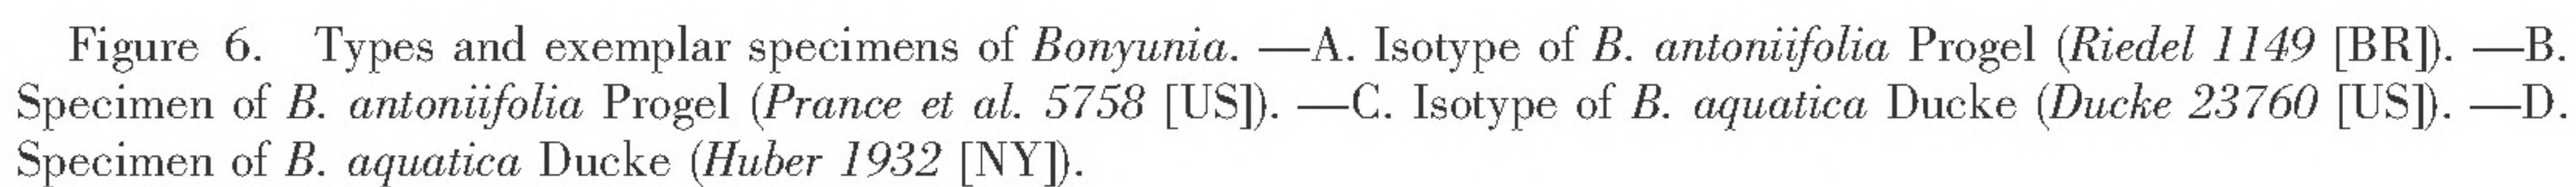 Figure 6. Types and exemplar specimens of Bonyunia. —A. Isotype of B. antoniifolia Progel (Riedel 1149 [BR]). —B.
Specimen of B. antoniifolia Progel (Prance et al. 5758 [US]). —C. Isotype of B. aquatica Ducke (Ducke 23760 [US]). —D.
Specimen of B. aquatica Ducke (Huber 1932 [NY]).